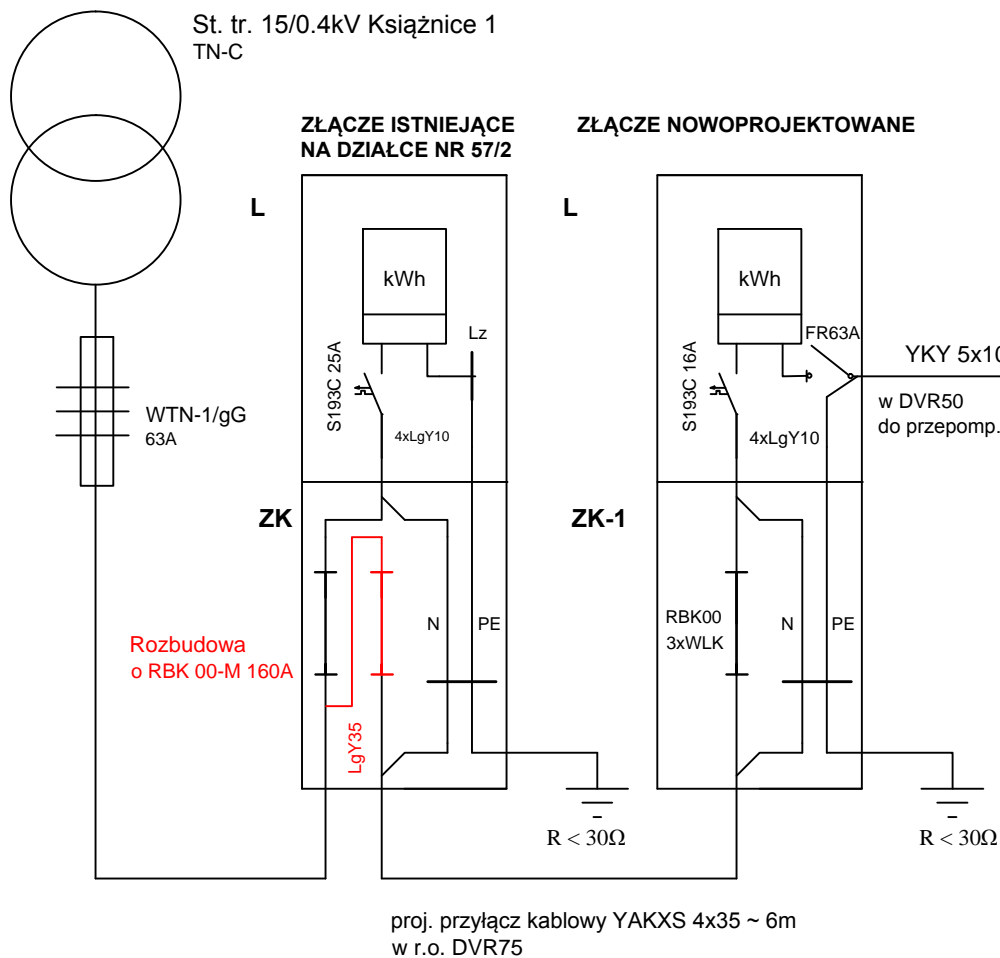 St. tr. 15/0.4kV Książnice 1
TN-C
ZŁĄCZE ISTNIEJĄCE
NA DZIAŁCE NR 57/2
ZŁĄCZE NOWOPROJEKTOWANE
L
L
kWh
kWh
Lz
FR63A
S193C 25A
S193C 16A
YKY 5x10
WTN-1/gG
63A
4xLgY10
4xLgY10
w DVR50
do przepomp.
ZK
ZK-1
Rozbudowa
o RBK 00-M 160A
N
PE
RBK00
3xWLK
N
PE
LgY35
R < 30Ω
R < 30Ω
proj. przyłącz kablowy YAKXS 4x35 ~ 6m
w r.o. DVR75